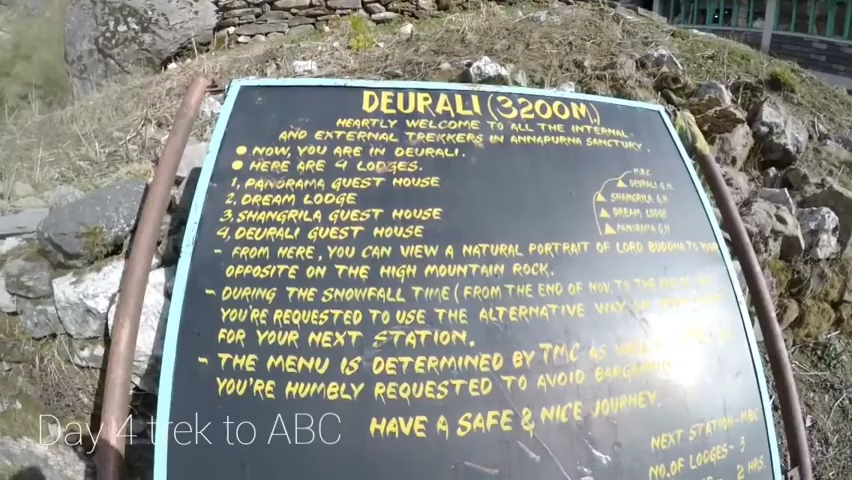 DEURALI (3200M)
HEARTLY WELCOME TO ALL THE INTERNAL
AND EXTERNAL TREKKERS IN ANNAPURNA SANCTURY.
● NOW, YOU ARE IN DEURALI.
● HERE ARE 4 LODGES.
1, PANORAMA GUEST HOUSE
2, DREAM LODGE
3, SHANGRILA GUEST HOUSE
4, DEURALI GUEST HOUSE
DEURALI G.H.
SHANGRILA G.H
DREAM LODGE
PANORAMA G.H
- FROM HERE, YOU CAN VIEW A NATURAL PORTRAIT OF LORD BUDDHA TO YOUR
OPPOSITE ON THE HIGH MOUNTAIN ROCK.
- DURING THE SNOWFALL TIME (FROM THE END OF NOV. TO THE END OF
YOU'RE REQUESTED TO USE THE ALTERNATIVE WAY
FOR YOUR NEXT STATION.
- THE MENU IS DETERMINED BY TMC AS
YOU'RE HUMBLY REQUESTED TO AVOID BARGAINING
HAVE A SAFE & NICE JOURNEY.
NEXT STATION-MBC
NO.OF LODGES- 5
2 HRS.
Day 4 trek to ABC